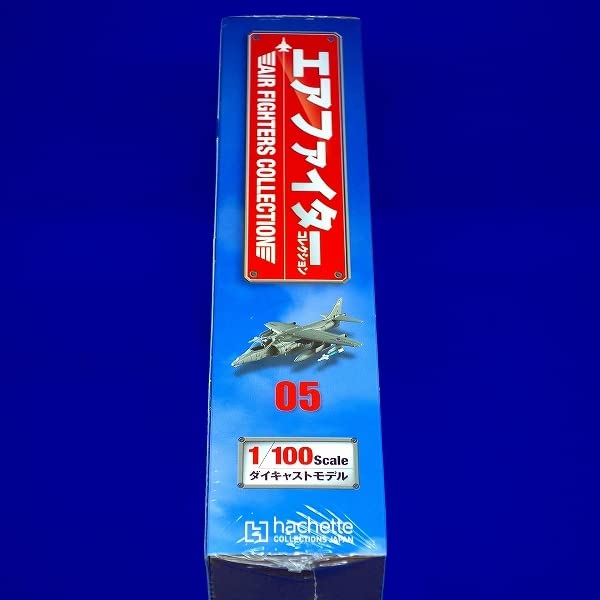 エアファイター
コレクション
AIR FIGHTERS COLLECTION
05
1/100 Scale
ダイキャストモデル
hachette
COLLECTIONS JAPAN